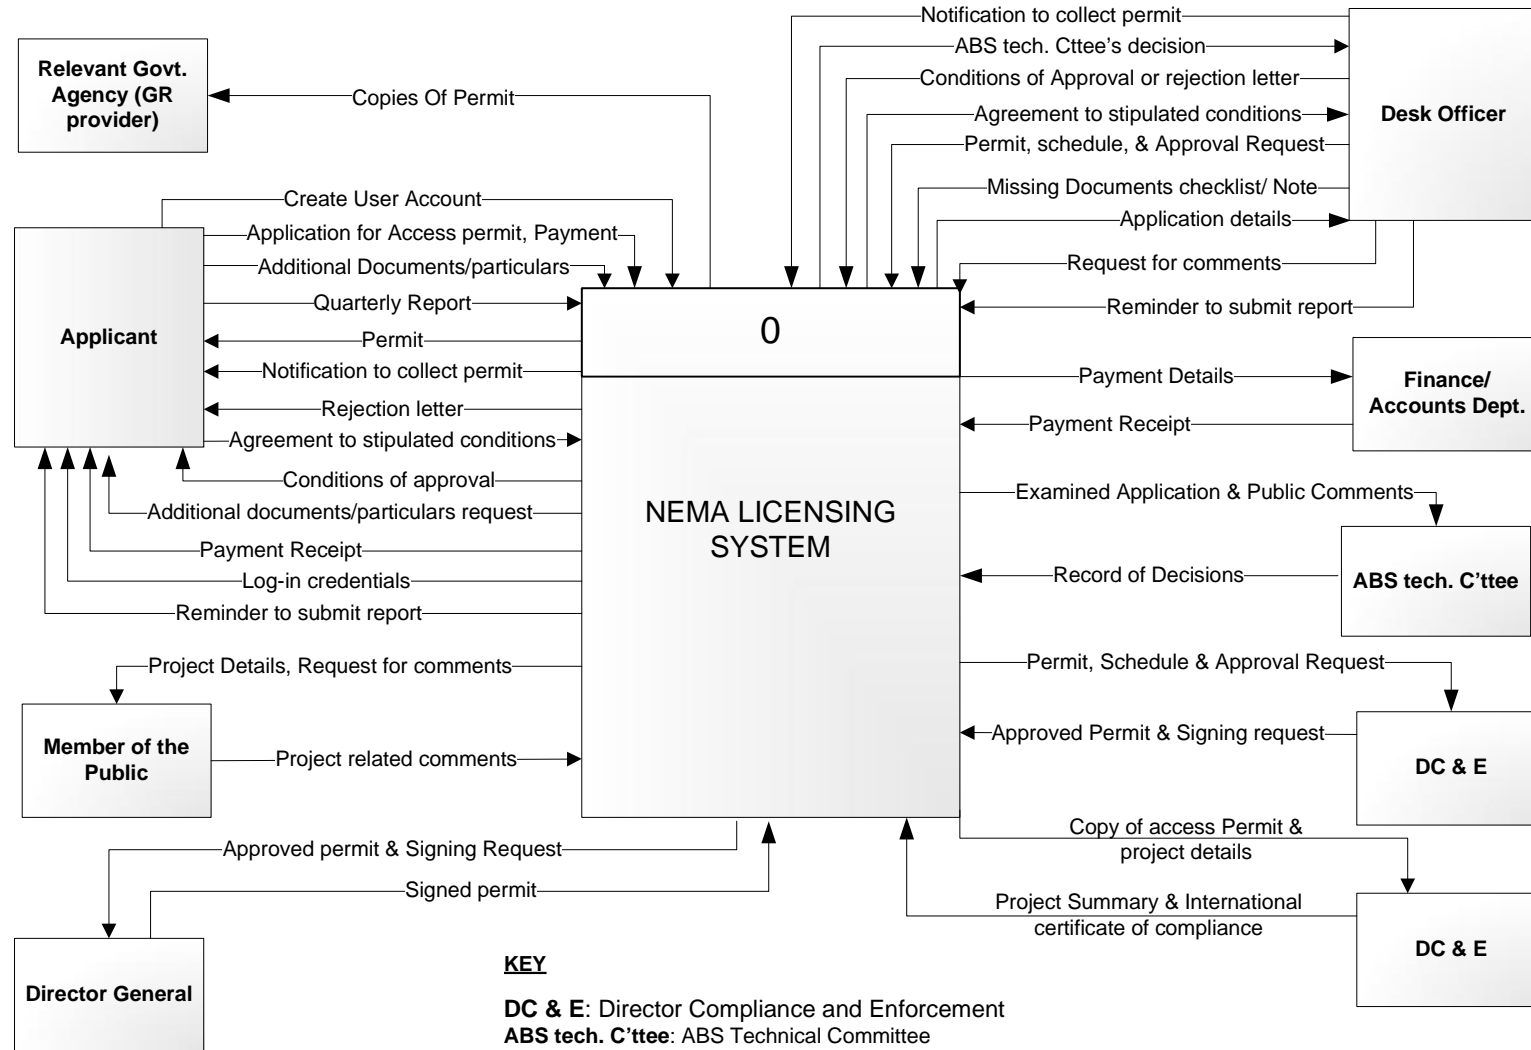 Notification to collect permit
ABS tech. Cttee's decision
Conditions of Approval or rejection letter
Agreement to stipulated conditions
Permit, schedule, & Approval Request
Missing Documents checklist/ Note
Application details
Request for comments
Reminder to submit report
Desk Officer
Relevant Govt.
Agency (GR
provider)
Copies Of Permit
Create User Account
Application for Access permit, Payment
Additional Documents/particulars
Quarterly Report
Permit
Notification to collect permit
Rejection letter
Agreement to stipulated conditions
Conditions of approval
Additional documents/particulars request
Payment Receipt
Log-in credentials
Reminder to submit report
Applicant
0
NEMA LICENSING
SYSTEM
Payment Details
Payment Receipt
Finance/
Accounts Dept.
Examined Application & Public Comments
Record of Decisions
ABS tech. C'ttee
Project Details, Request for comments
Project related comments
Member of the
Public
Permit, Schedule & Approval Request
Approved Permit & Signing request
DC & E
Copy of access Permit &
project details
Project Summary & International
certificate of compliance
DC & E
Approved permit & Signing Request
Signed permit
Director General
KEY
DC & E: Director Compliance and Enforcement
ABS tech. C'ttee: ABS Technical Committee